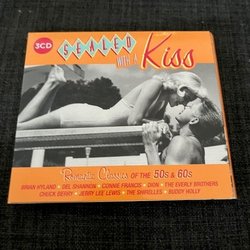 3CD
SEALED
WITH A
Kiss
Romantic Classics OF THE 50s & 60s
BRIAN HYLAND · DEL SHANNON · CONNIE FRANCIS · DION · THE EVERLY BROTHERS
CHUCK BERRY · JERRY LEE LEWIS · THE SHIRELLES · BUDDY HOLLY